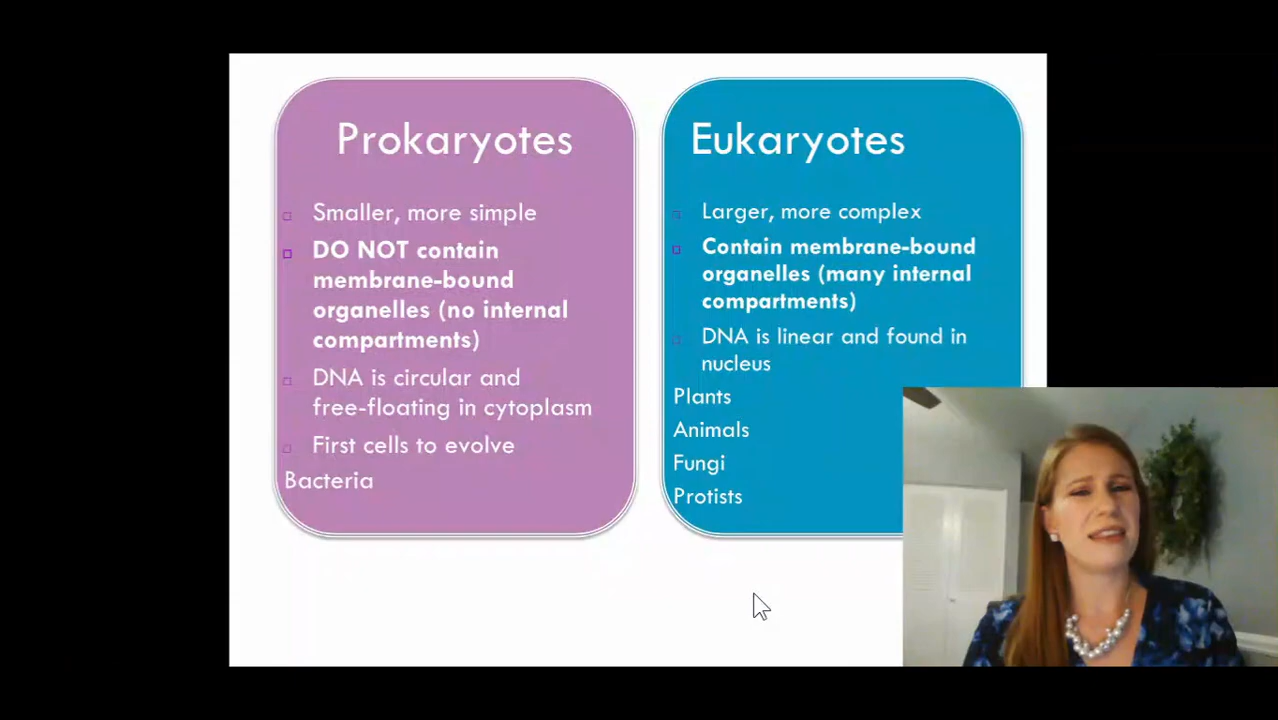 Prokaryotes
Smaller, more simple
DO NOT contain
membrane-bound
organelles (no internal
compartments)
DNA is circular and
free-floating in cytoplasm
First cells to evolve
Bacteria
Eukaryotes
Larger, more complex
Contain membrane-bound
organelles (many internal
compartments)
DNA is linear and found in
nucleus
Plants
Animals
Fungi
Protists